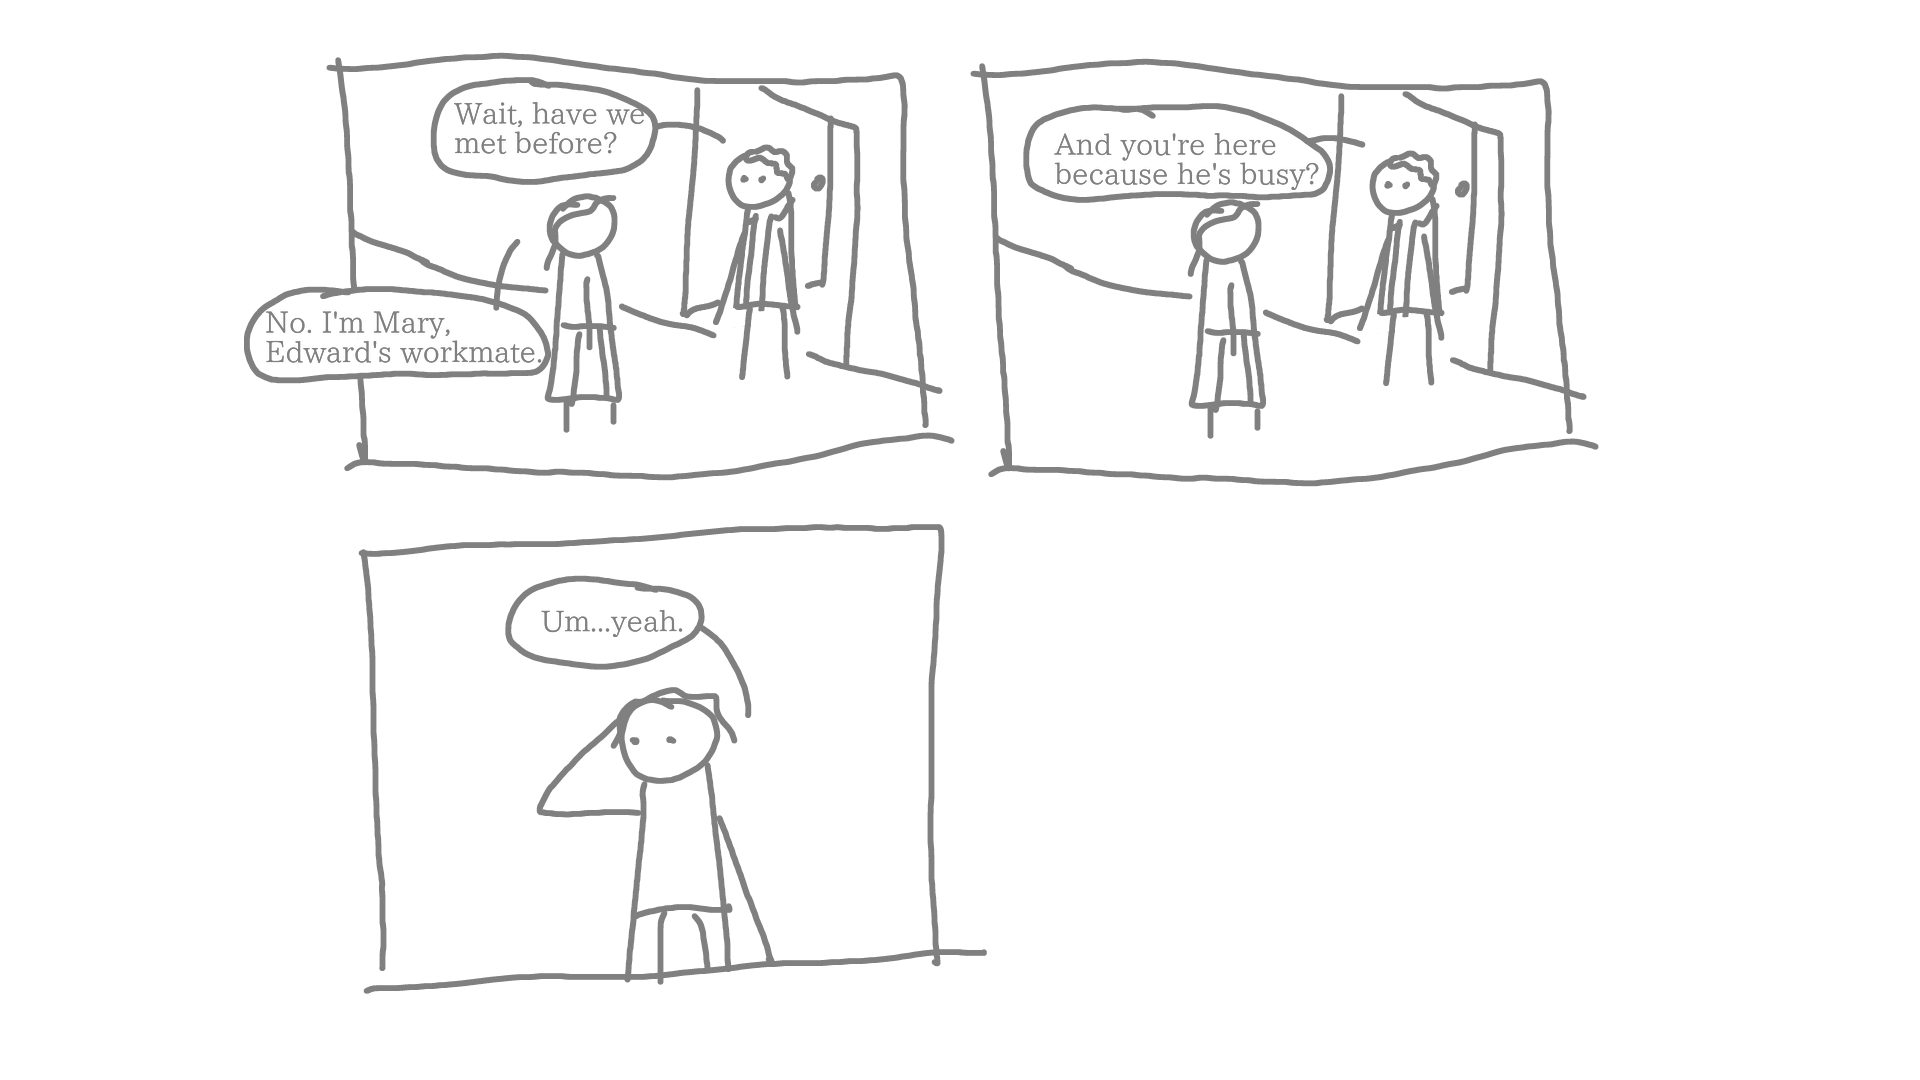 Wait, have we
met before?
No. I'm Mary,
Edward's workmate.
And you're here
because he's busy?
Um...yeah.